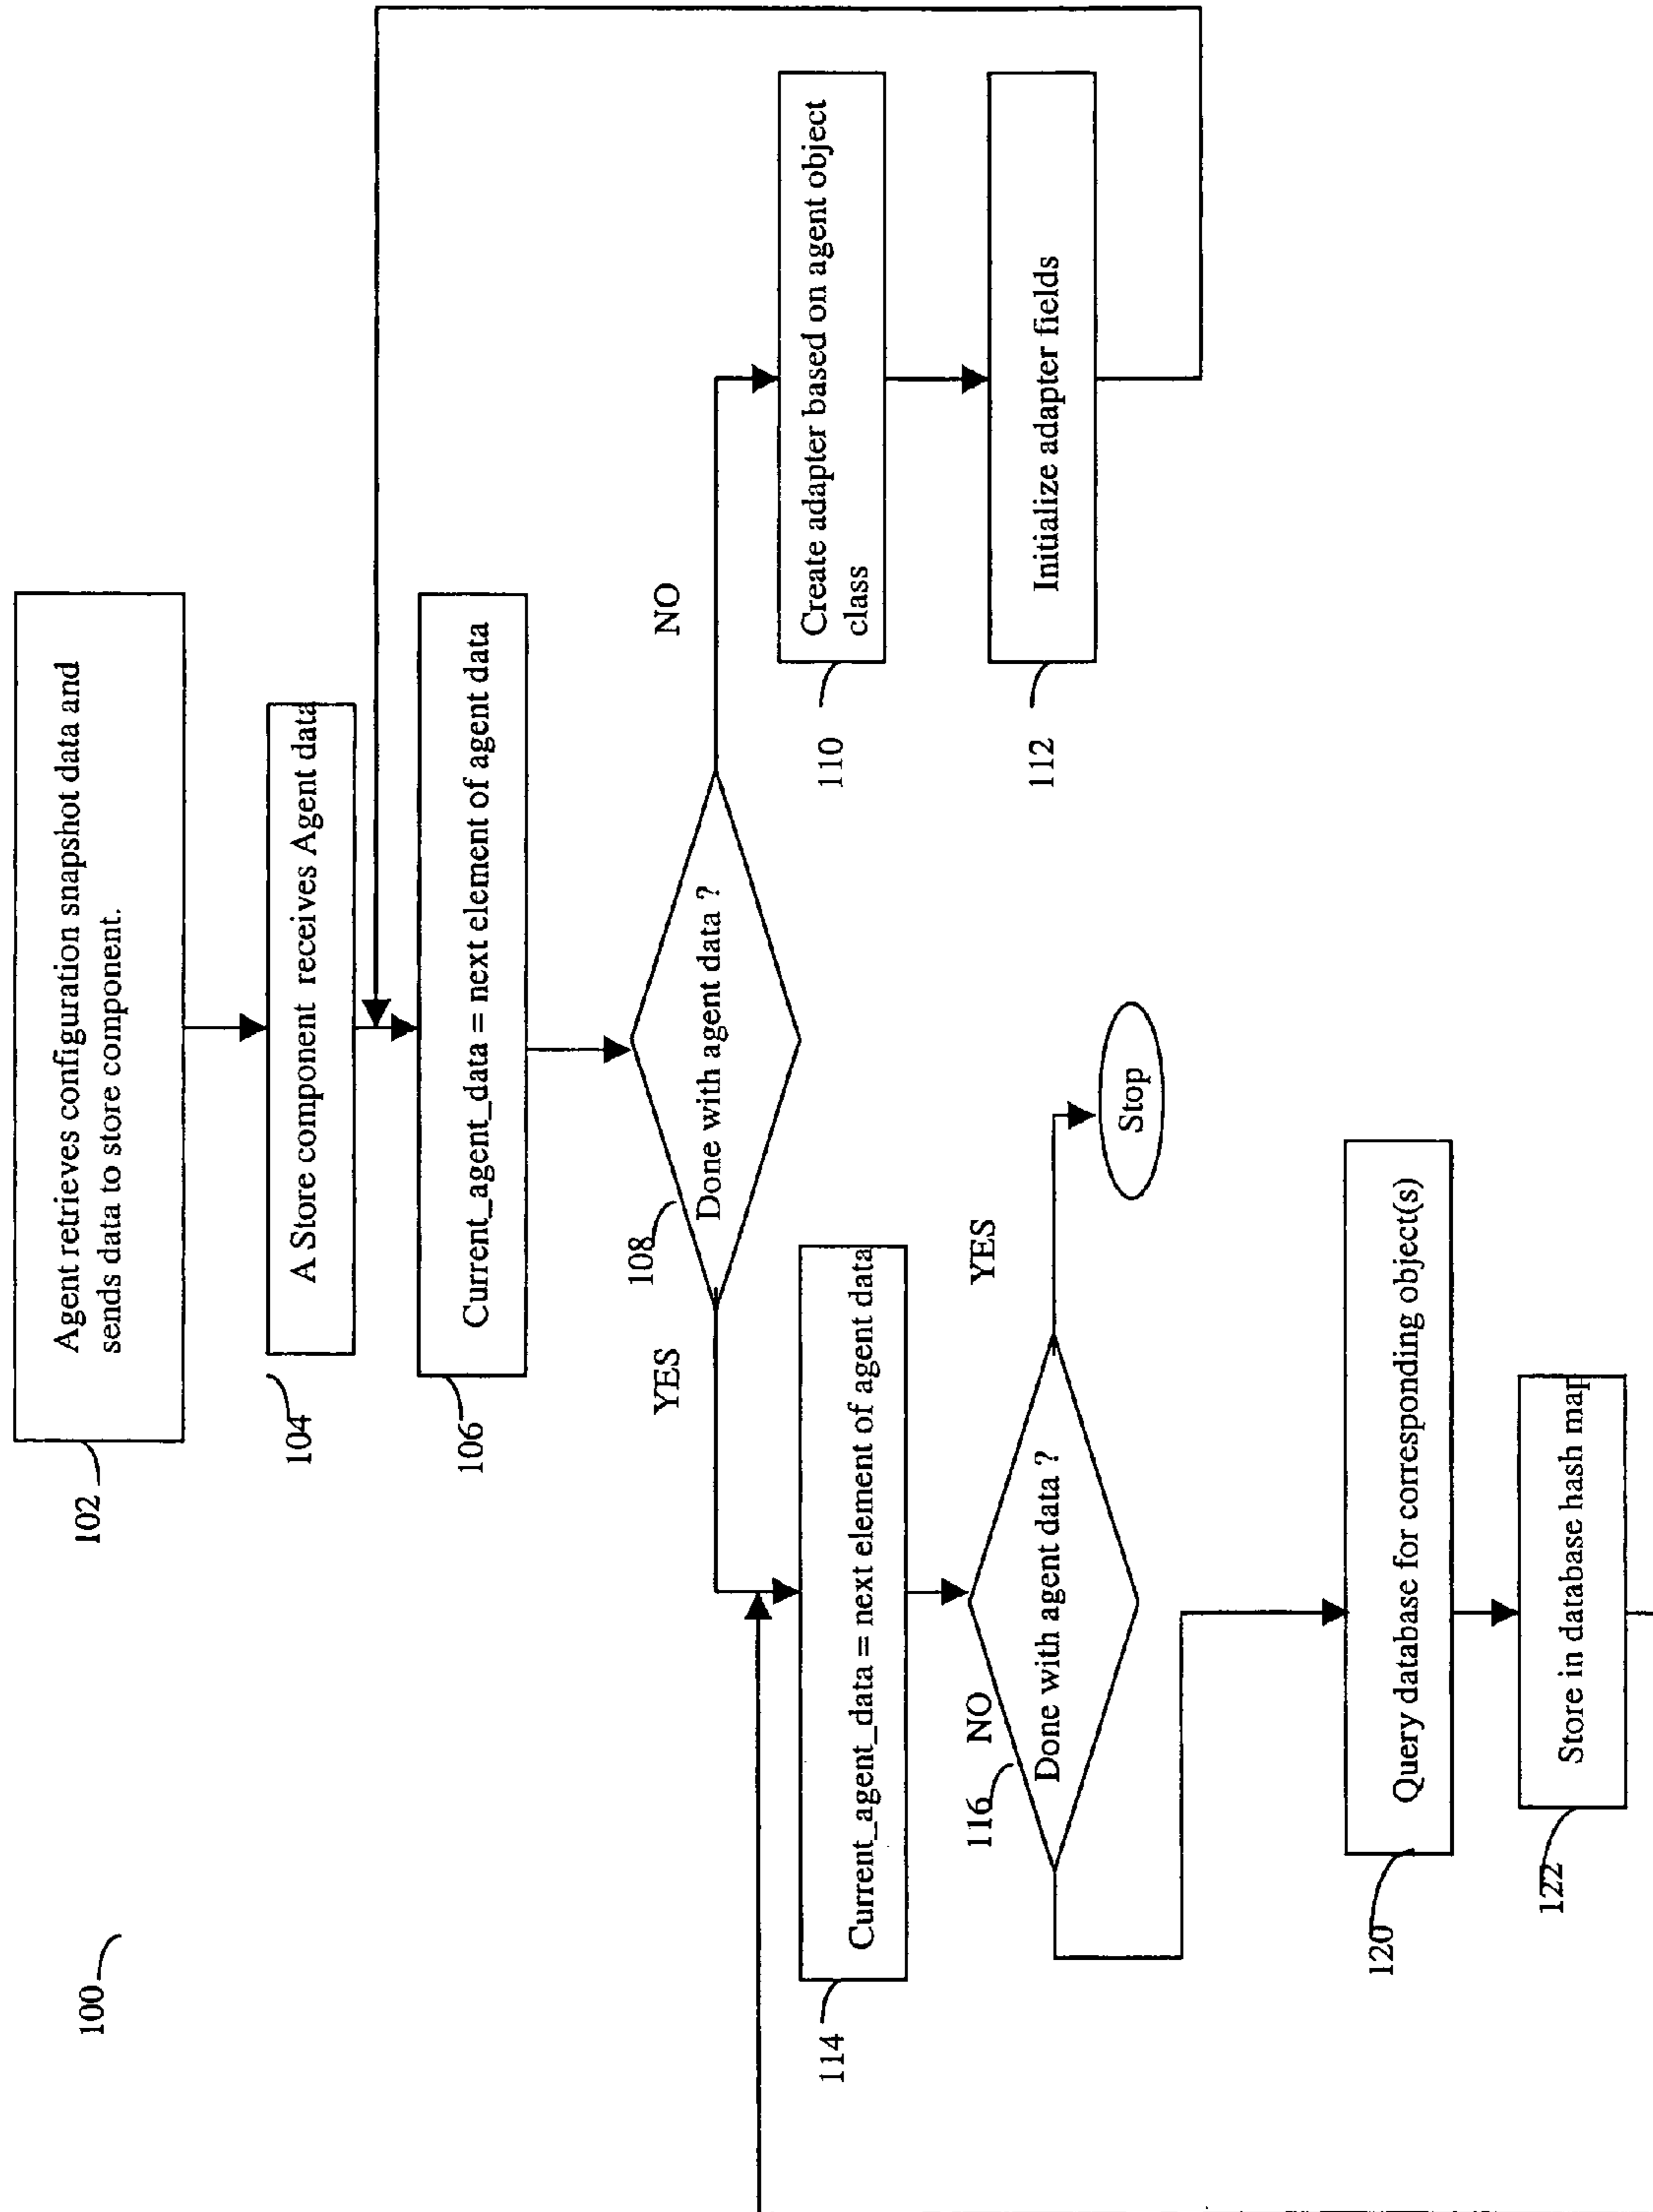 100
102
Agent retrieves configuration snapshot data and
sends data to store component.
104
A Store component receives Agent data
106
Current_agent_data = next element of agent data
108
Done with agent data ?
YES
NO
110
Create adapter based on agent object
class
112
Initialize adapter fields
114
Current_agent_data = next element of agent data
116
NO
Done with agent data ?
YES
Stop
120
Query database for corresponding object(s)
122
Store in database hash map